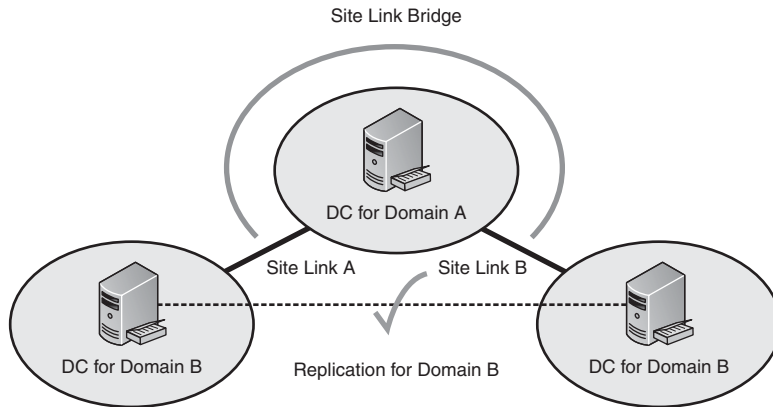 Site Link Bridge
DC for Domain A
Site Link A
Site Link B
DC for Domain B
DC for Domain B
Replication for Domain B